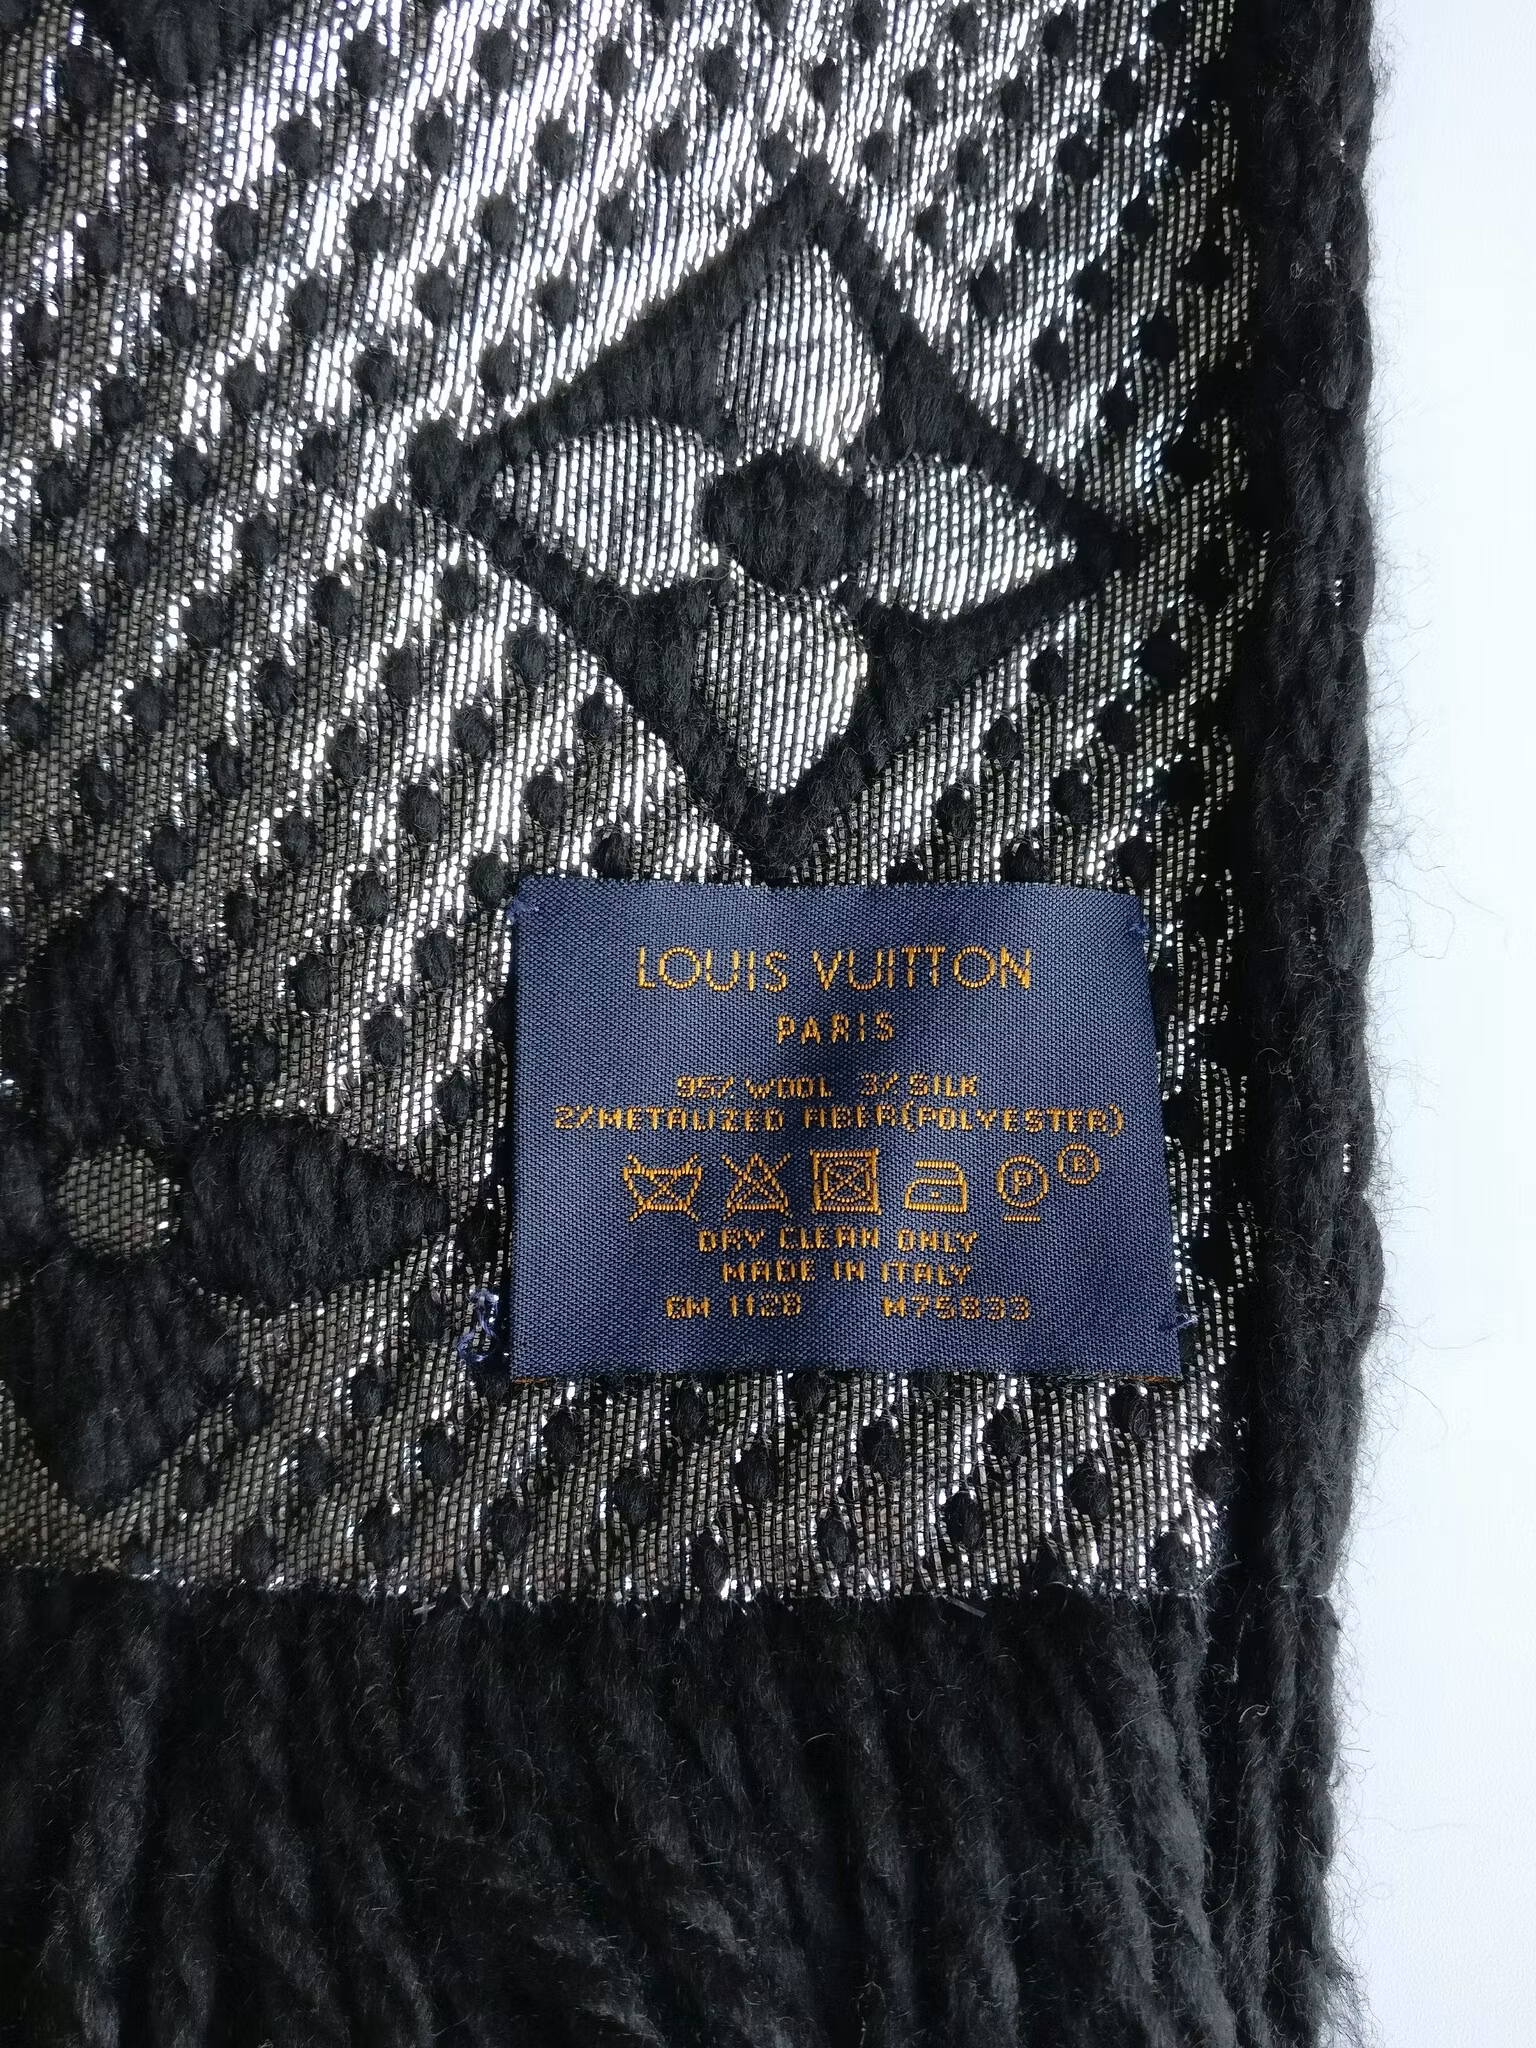 LOUIS VUITTON
PARIS
95% WOOL 3% SILK
2% METALLIZED FIBER(POLYESTER)
P R
DRY CLEAN ONLY
MADE IN ITALY
GW 1128 M75833